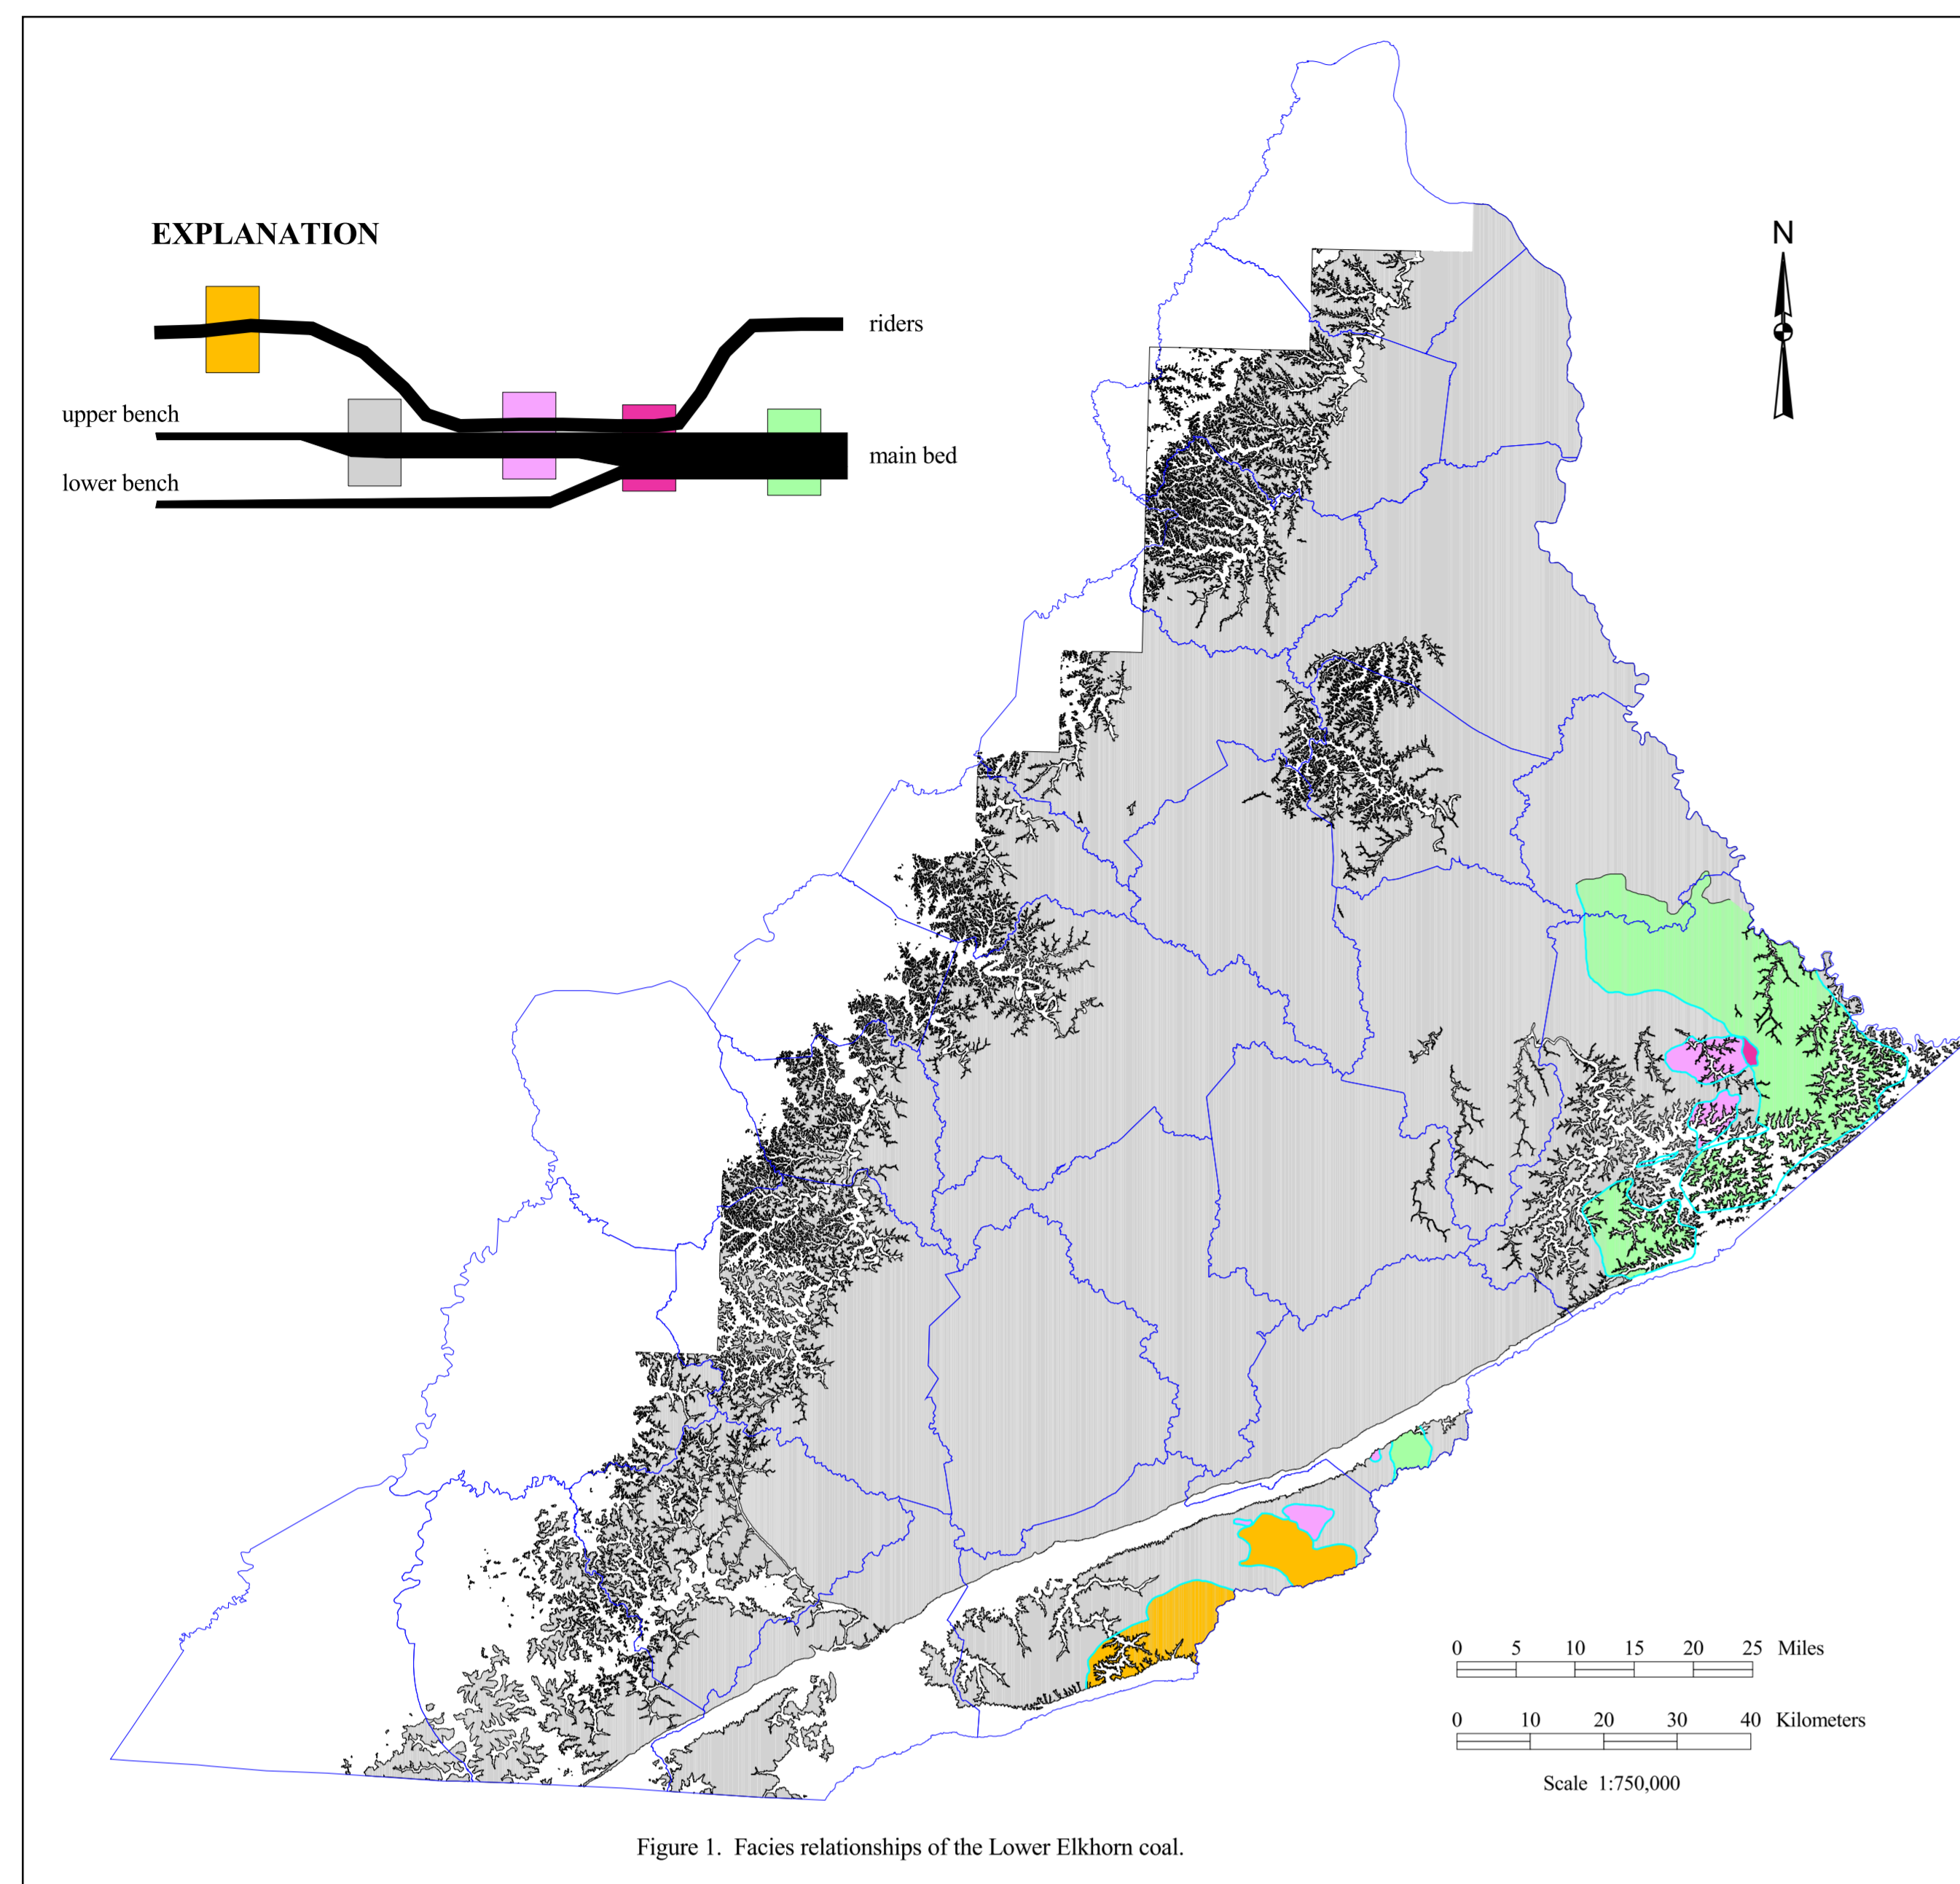 EXPLANATION
riders
upper bench
main bed
lower bench
N
0 5 10 15 20 25 Miles
0 10 20 30 40 Kilometers
Scale 1:750,000
Figure 1. Facies relationships of the Lower Elkhorn coal.